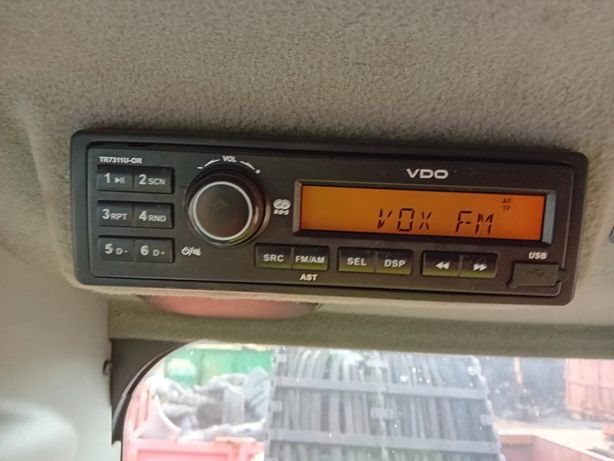 TR7311U-OR
VOL
VDO
1 ▶II
2 SCN
3 RPT
4 RND
5 D-
6 D+
RDS
AF
TP
VOX FM
USB
SRC
FM/AM
SEL
DSP
AST